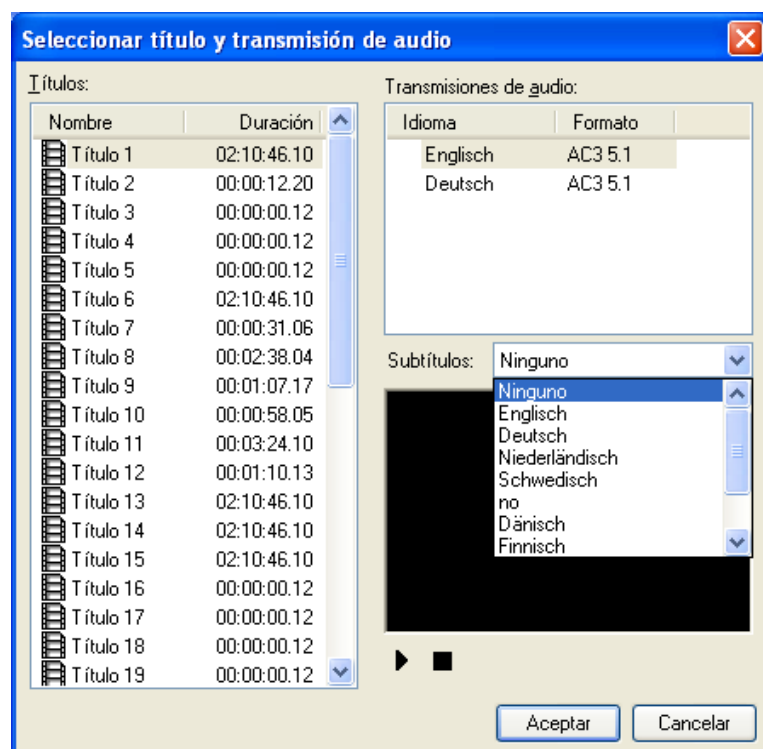 Seleccionar título y transmisión de audio
Títulos:
Nombre Duración
Título 1 02:10:46.10
Título 2 00:00:12.20
Título 3 00:00:00.12
Título 4 00:00:00.12
Título 5 00:00:00.12
Título 6 02:10:46.10
Título 7 00:00:31.06
Título 8 00:02:38.04
Título 9 00:01:07.17
Título 10 00:00:58.05
Título 11 00:03:24.10
Título 12 00:01:10.13
Título 13 02:10:46.10
Título 14 02:10:46.10
Título 15 02:10:46.10
Título 16 00:00:00.12
Título 17 00:00:00.12
Título 18 00:00:00.12
Título 19 00:00:00.12
Transmisiones de audio:
Idioma Formato
Englisch AC3 5.1
Deutsch AC3 5.1
Subtítulos: Ninguno
Ninguno
Englisch
Deutsch
Niederländisch
Schwedisch
no
Dänisch
Finnisch
Aceptar Cancelar